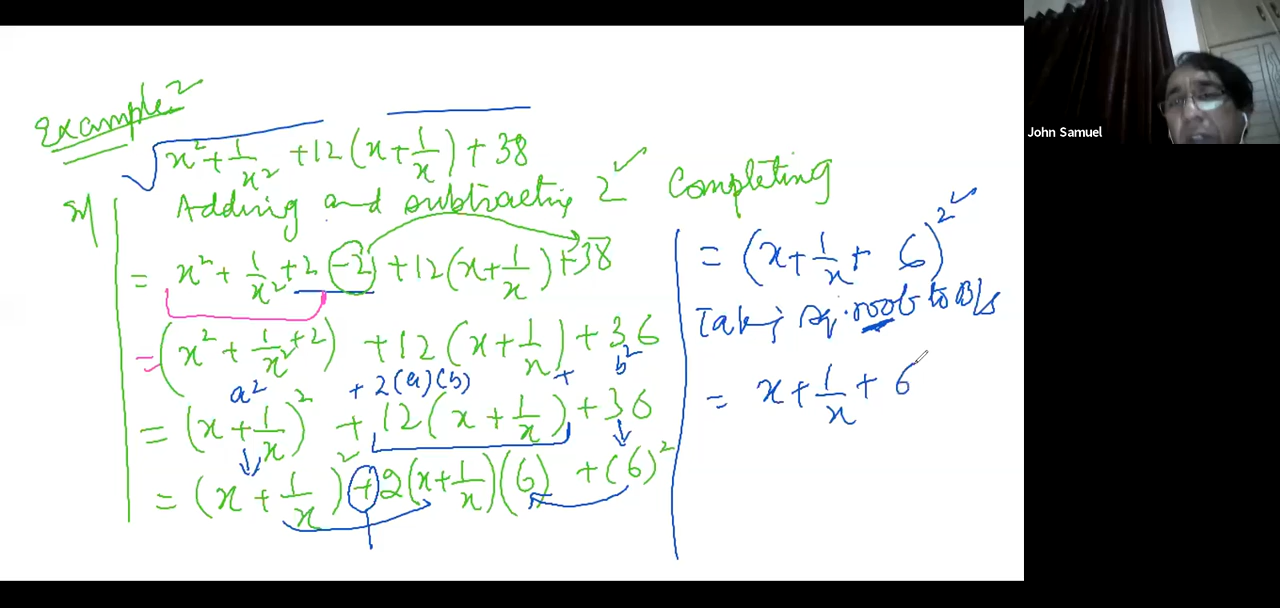 Example 2
√x² + 1/x² + 12(x + 1/x) + 38
Adding and subtracting 2 Completing
= x² + 1/x² + 2 - 2 + 12(x + 1/x) + 38
= (x² + 1/x² + 2) + 12(x + 1/x) + 36
a² + 2(a)(b) + b²
= (x + 1/x)² + 12(x + 1/x) + 36
= (x + 1/x)² + 2(x + 1/x)(6) + (6)²
= (x + 1/x + 6)²
Taking sq. root to B/s
= x + 1/x + 6
John Samuel